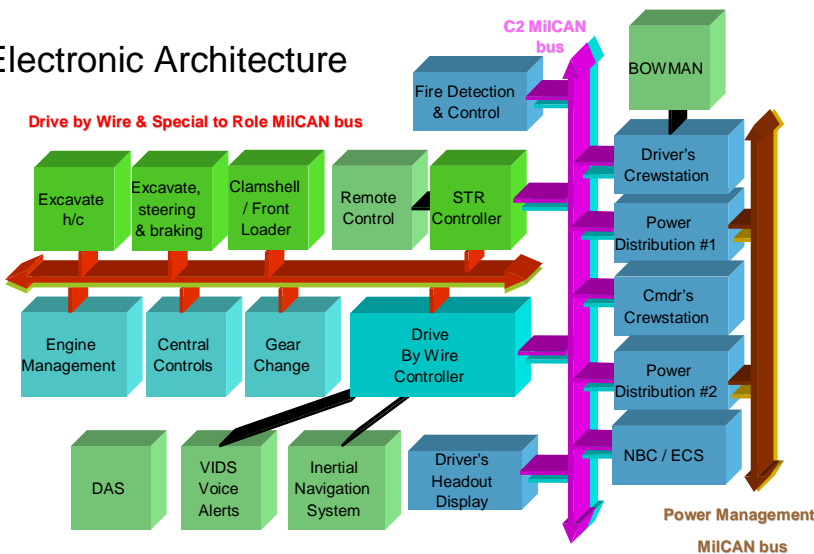 Electronic Architecture
C2 MilCAN
bus
BOWMAN
Fire Detection
& Control
Drive by Wire & Special to Role MilCAN bus
Excavate
h/c
Excavate,
steering
& braking
Clamshell
/ Front
Loader
Remote
Control
STR
Controller
Driver's
Crewstation
Power
Distribution #1
Cmdr's
Crewstation
Power
Distribution #2
NBC / ECS
Engine
Management
Central
Controls
Gear
Change
Drive
By Wire
Controller
DAS
VIDS
Voice
Alerts
Inertial
Navigation
System
Driver's
Headout
Display
Power Management
MilCAN bus